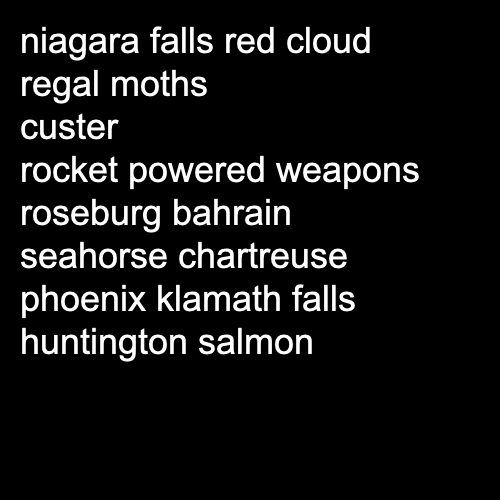 niagara falls red cloud
regal moths
custer
rocket powered weapons
roseburg bahrain
seahorse chartreuse
phoenix klamath falls
huntington salmon